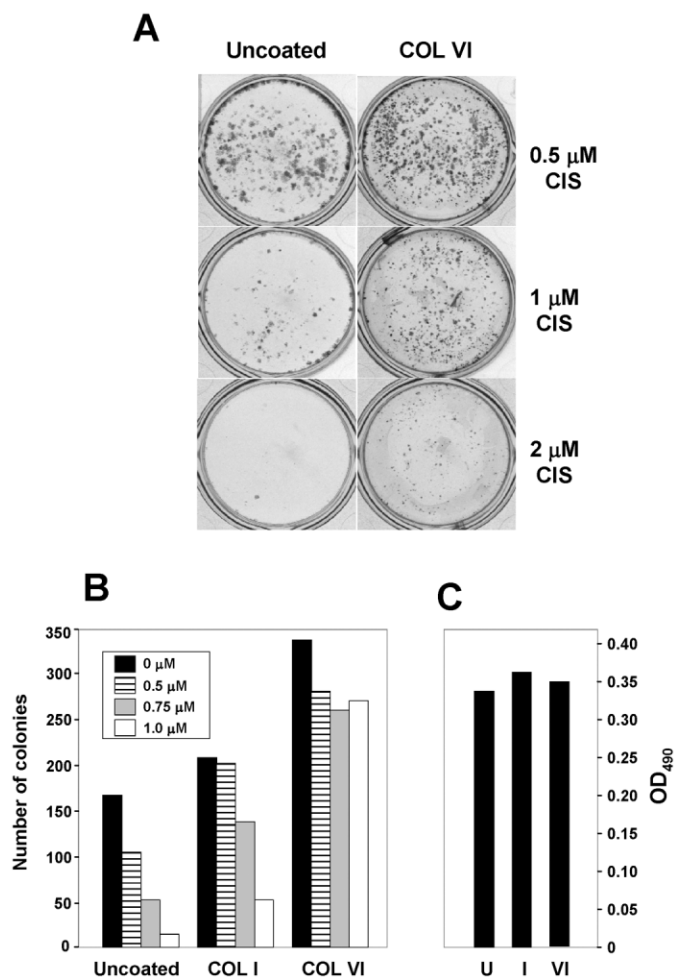 A
Uncoated COL VI
0.5 μM
CIS
1 μM
CIS
2 μM
CIS
B
Number of colonies
350
300
250
200
150
100
50
0
0 μM
0.5 μM
0.75 μM
1.0 μM
Uncoated COL I COL VI
C
0.40
0.35
0.30
0.25
0.20
0.15
0.10
0.05
0
OD490
U I VI